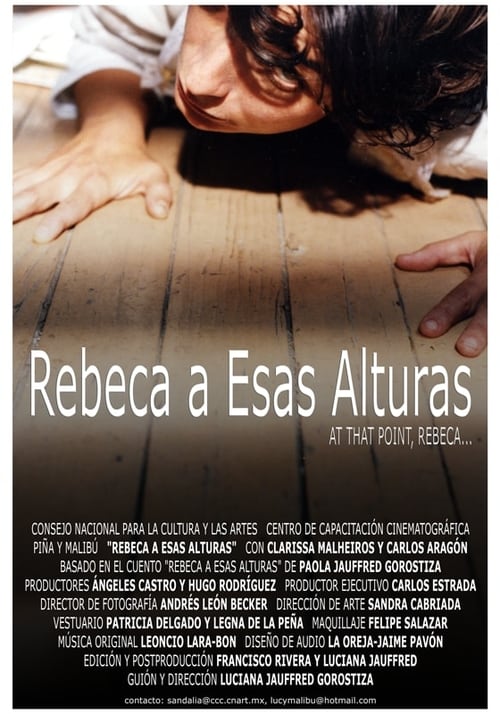 Rebeca a Esas Alturas
AT THAT POINT, REBECA...
CONSEJO NACIONAL PARA LA CULTURA Y LAS ARTES CENTRO DE CAPACITACIÓN CINEMATOGRÁFICA
PIÑA Y MALIBÚ "REBECA A ESAS ALTURAS" CON CLARISSA MALHEIROS Y CARLOS ARAGÓN
BASADO EN EL CUENTO "REBECA A ESAS ALTURAS" DE PAOLA JAUFFRED GOROSTIZA
PRODUCTORES ÁNGELES CASTRO Y HUGO RODRÍGUEZ PRODUCTOR EJECUTIVO CARLOS ESTRADA
DIRECTOR DE FOTOGRAFÍA ANDRÉS LEÓN BECKER DIRECCIÓN DE ARTE SANDRA CABRIADA
VESTUARIO PATRICIA DELGADO Y LEGNA DE LA PEÑA MAQUILLAJE FELIPE SALAZAR
MÚSICA ORIGINAL LEONCIO LARA-BON DISEÑO DE AUDIO LA OREJA-JAIME PAVÓN
EDICIÓN Y POSTPRODUCCIÓN FRANCISCO RIVERA Y LUCIANA JAUFFRED
GUIÓN Y DIRECCIÓN LUCIANA JAUFFRED GOROSTIZA
contacto: sandalia@ccc.cnart.mx, lucymalibu@hotmail.com